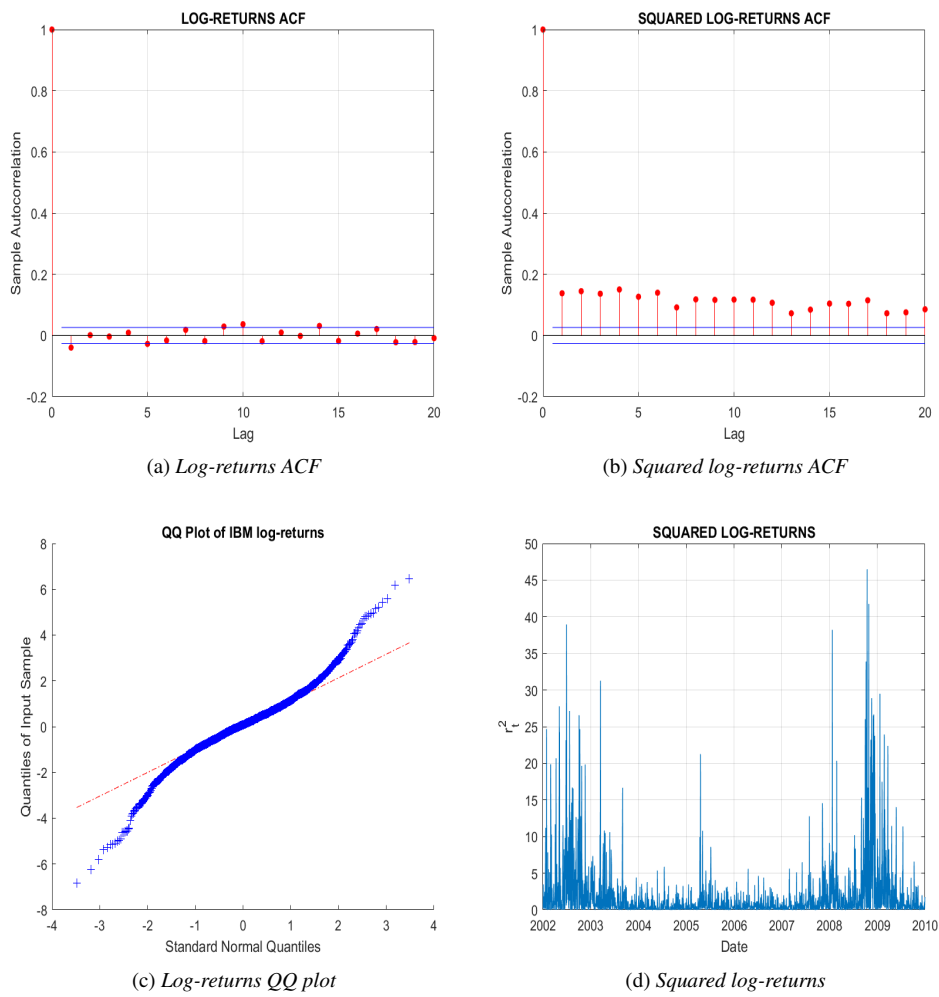 LOG-RETURNS ACF
1
0.8
0.6
0.4
0.2
0
-0.2
0 5 10 15 20
Sample Autocorrelation
Lag
(a) Log-returns ACF
SQUARED LOG-RETURNS ACF
1
0.8
0.6
0.4
0.2
0
-0.2
0 5 10 15 20
Sample Autocorrelation
Lag
(b) Squared log-returns ACF
QQ Plot of IBM log-returns
8
6
4
2
0
-2
-4
-6
-8
-4 -3 -2 -1 0 1 2 3 4
Quantiles of Input Sample
Standard Normal Quantiles
(c) Log-returns QQ plot
SQUARED LOG-RETURNS
50
45
40
35
30
25
20
15
10
5
0
2002 2003 2004 2005 2006 2007 2008 2009 2010
r_t^2
Date
(d) Squared log-returns